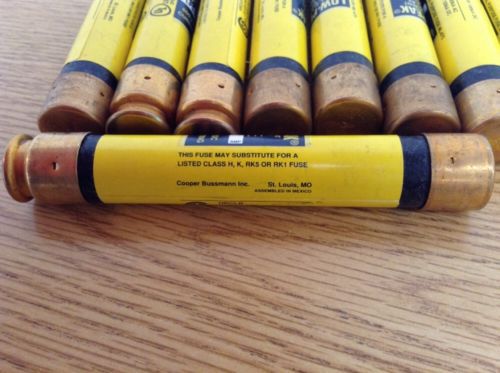 LOW-
THIS FUSE MAY SUBSTITUTE FOR A
LISTED CLASS H, K, RK5 OR RK1 FUSE
Cooper Bussmann Inc. St. Louis, MO
ASSEMBLED IN MEXICO